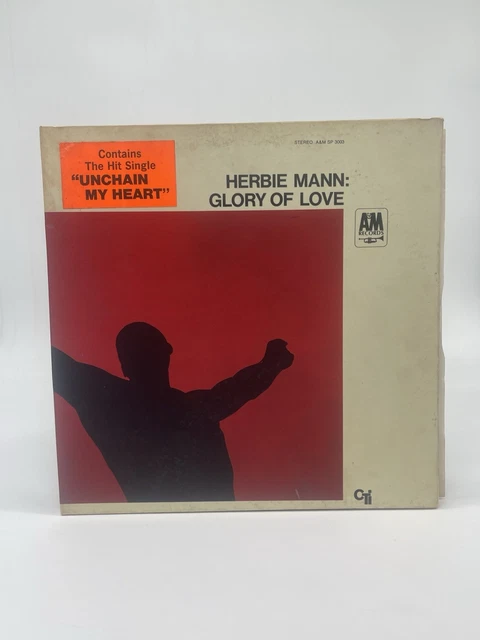 STEREO A&M SP 3003
Contains
The Hit Single
“UNCHAIN
MY HEART”
HERBIE MANN:
GLORY OF LOVE
A&M
RECORDS
CTi